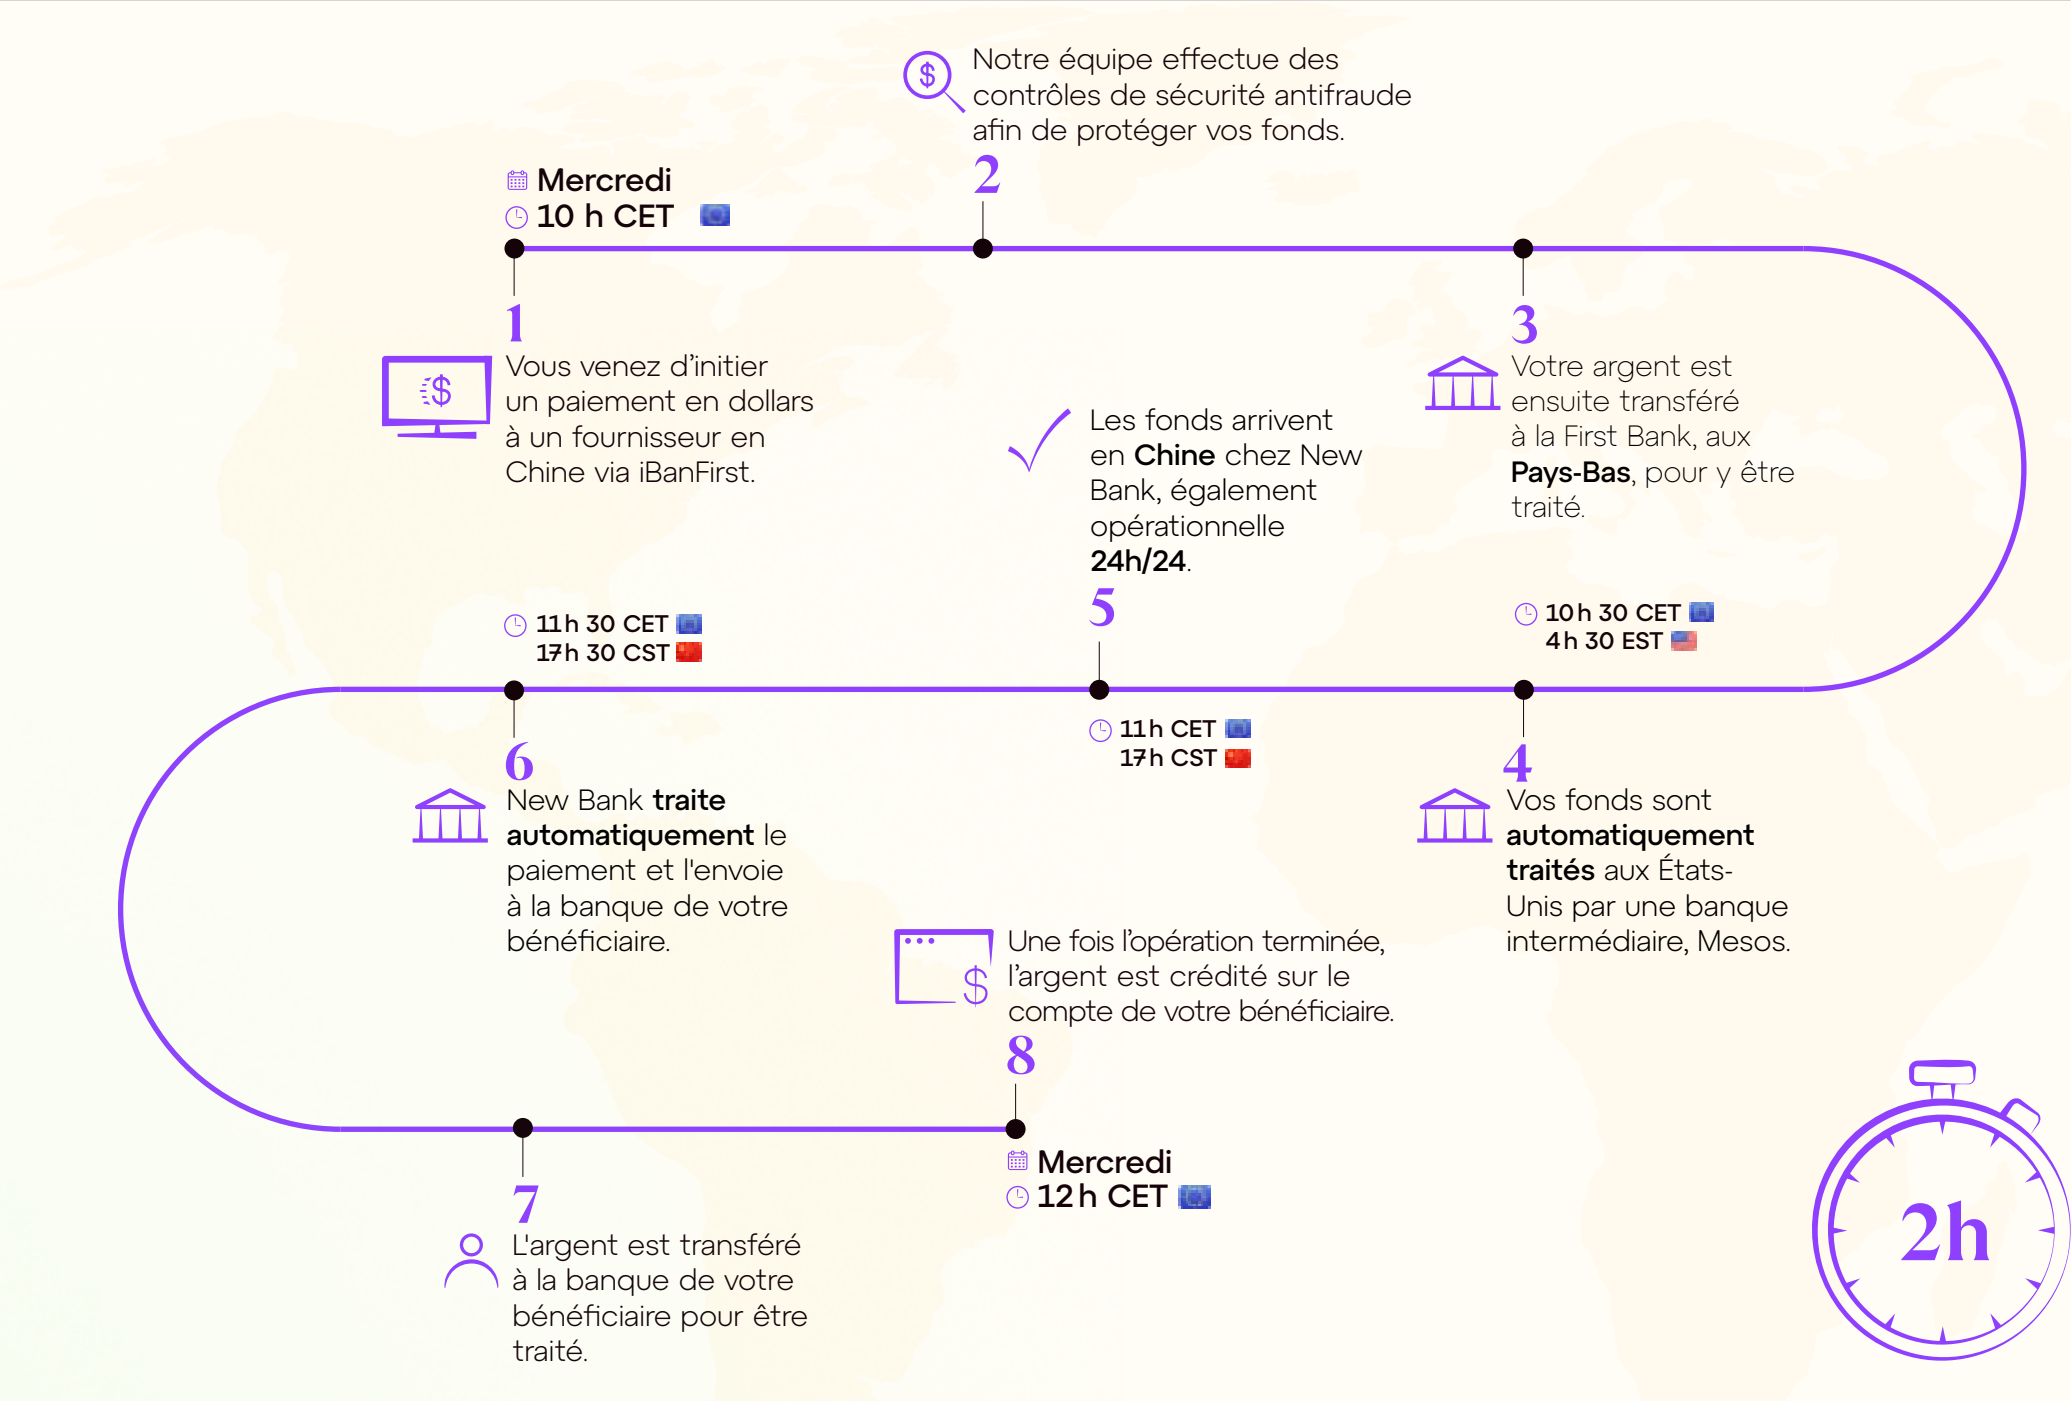 Mercredi
10 h CET
1
Vous venez d’initier
un paiement en dollars
à un fournisseur en
Chine via iBanFirst.
$
Notre équipe effectue des
contrôles de sécurité antifraude
afin de protéger vos fonds.
2
$
3
Votre argent est
ensuite transféré
à la First Bank, aux
Pays-Bas, pour y être
traité.
10 h 30 CET
4 h 30 EST
4
Vos fonds sont
automatiquement
traités aux États-
Unis par une banque
intermédiaire, Mesos.
Les fonds arrivent
en Chine chez New
Bank, également
opérationnelle
24h/24.
5
11 h CET
17 h CST
11 h 30 CET
17 h 30 CST
6
New Bank traite
automatiquement le
paiement et l'envoie
à la banque de votre
bénéficiaire.
7
L'argent est transféré
à la banque de votre
bénéficiaire pour être
traité.
Une fois l’opération terminée,
l’argent est crédité sur le
compte de votre bénéficiaire.
$
8
Mercredi
12 h CET
2h